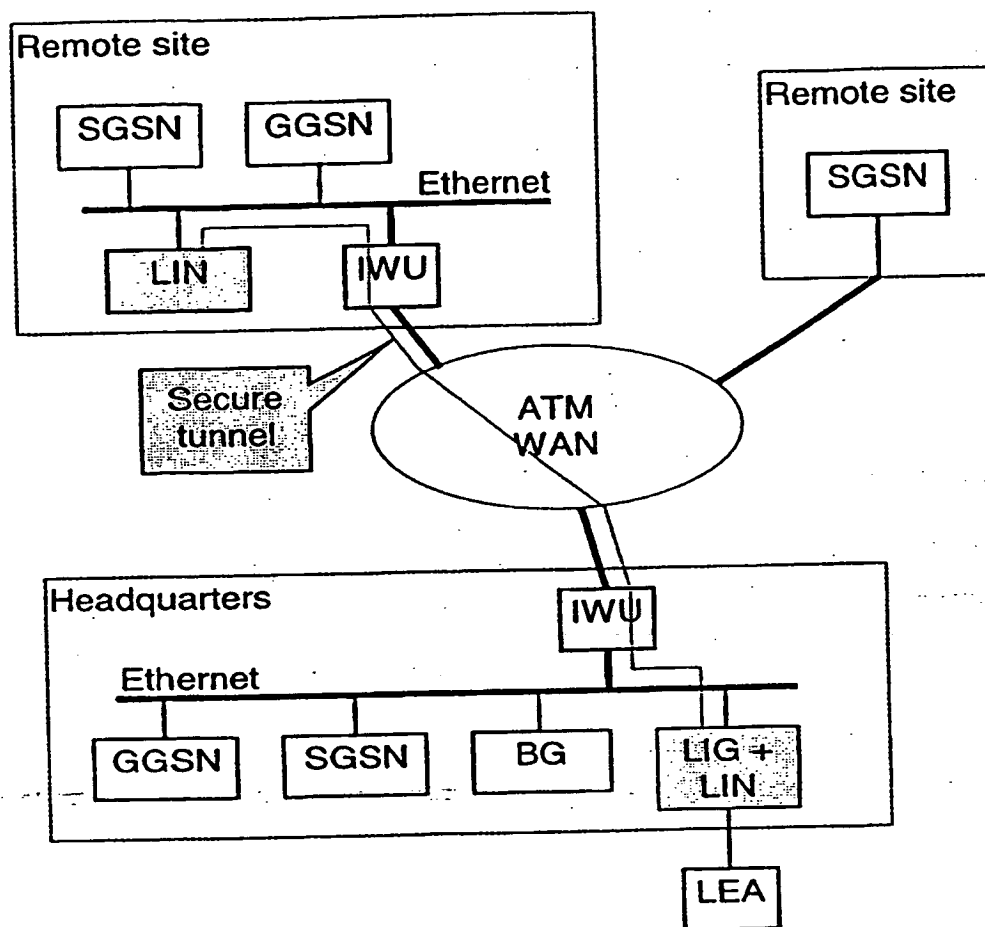 Remote site
SGSN
GGSN
Ethernet
LIN
IWU
Remote site
SGSN
Secure
tunnel
ATM
WAN
Headquarters
IWU
Ethernet
GGSN
SGSN
BG
LIG +
LIN
LEA